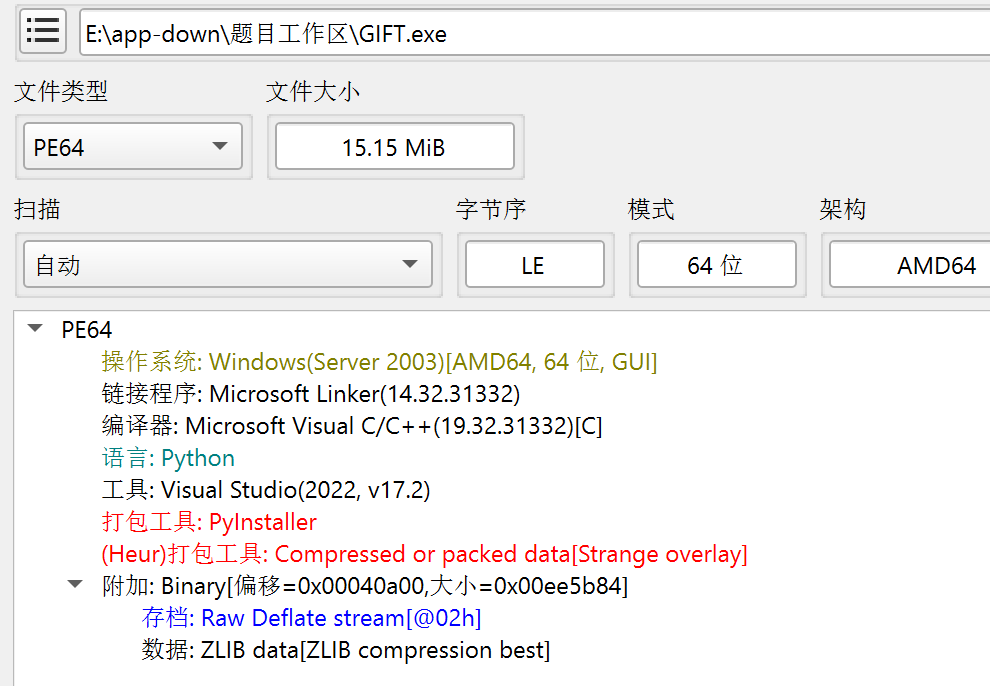 E:\app-down\题目工作区\GIFT.exe
文件类型 文件大小
PE64 15.15 MiB
扫描 字节序 模式 架构
自动 LE 64 位 AMD64
PE64
操作系统: Windows(Server 2003)[AMD64, 64 位, GUI]
链接程序: Microsoft Linker(14.32.31332)
编译器: Microsoft Visual C/C++(19.32.31332)[C]
语言: Python
工具: Visual Studio(2022, v17.2)
打包工具: PyInstaller
(Heur)打包工具: Compressed or packed data[Strange overlay]
附加: Binary[偏移=0x00040a00,大小=0x00ee5b84]
存档: Raw Deflate stream[@02h]
数据: ZLIB data[ZLIB compression best]